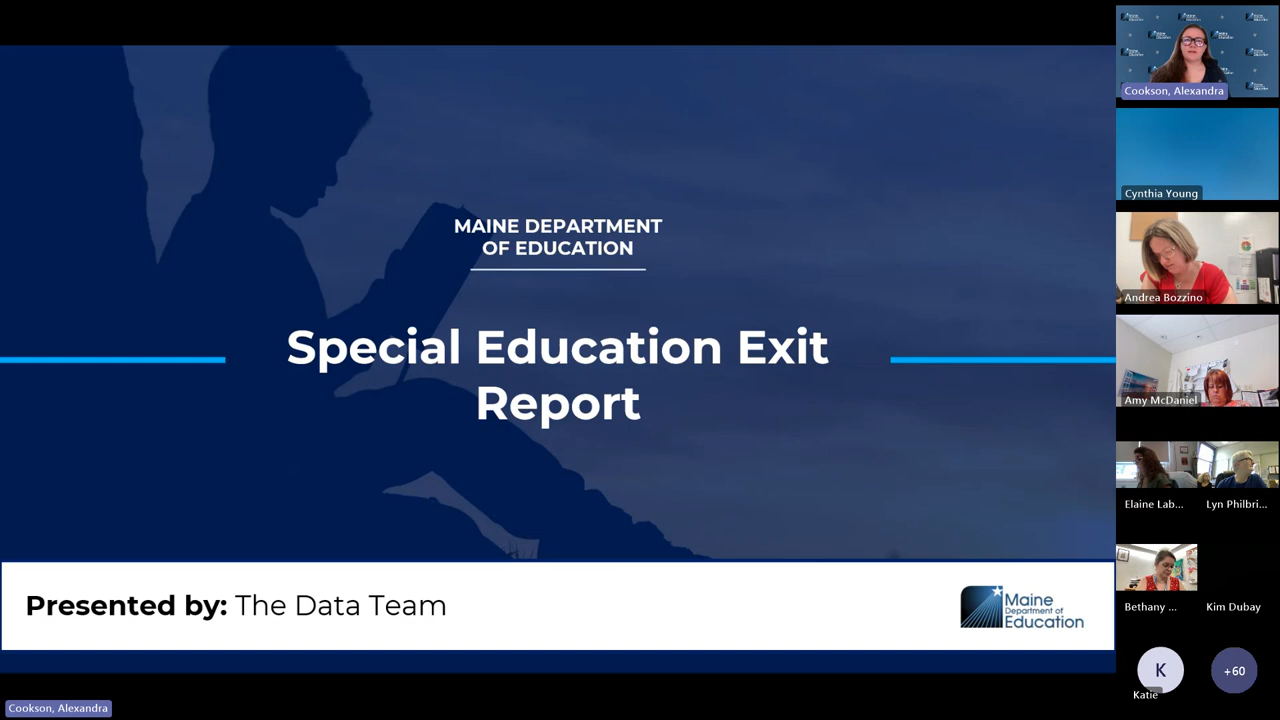 MAINE DEPARTMENT
OF EDUCATION
Special Education Exit
Report
Presented by: The Data Team
Maine
Department of
Education
Cookson, Alexandra
Cookson, Alexandra
Cynthia Young
Andrea Bozzino
Amy McDaniel
Elaine Lab...
Lyn Philbri...
Bethany ...
Kim Dubay
K
Katie
+60